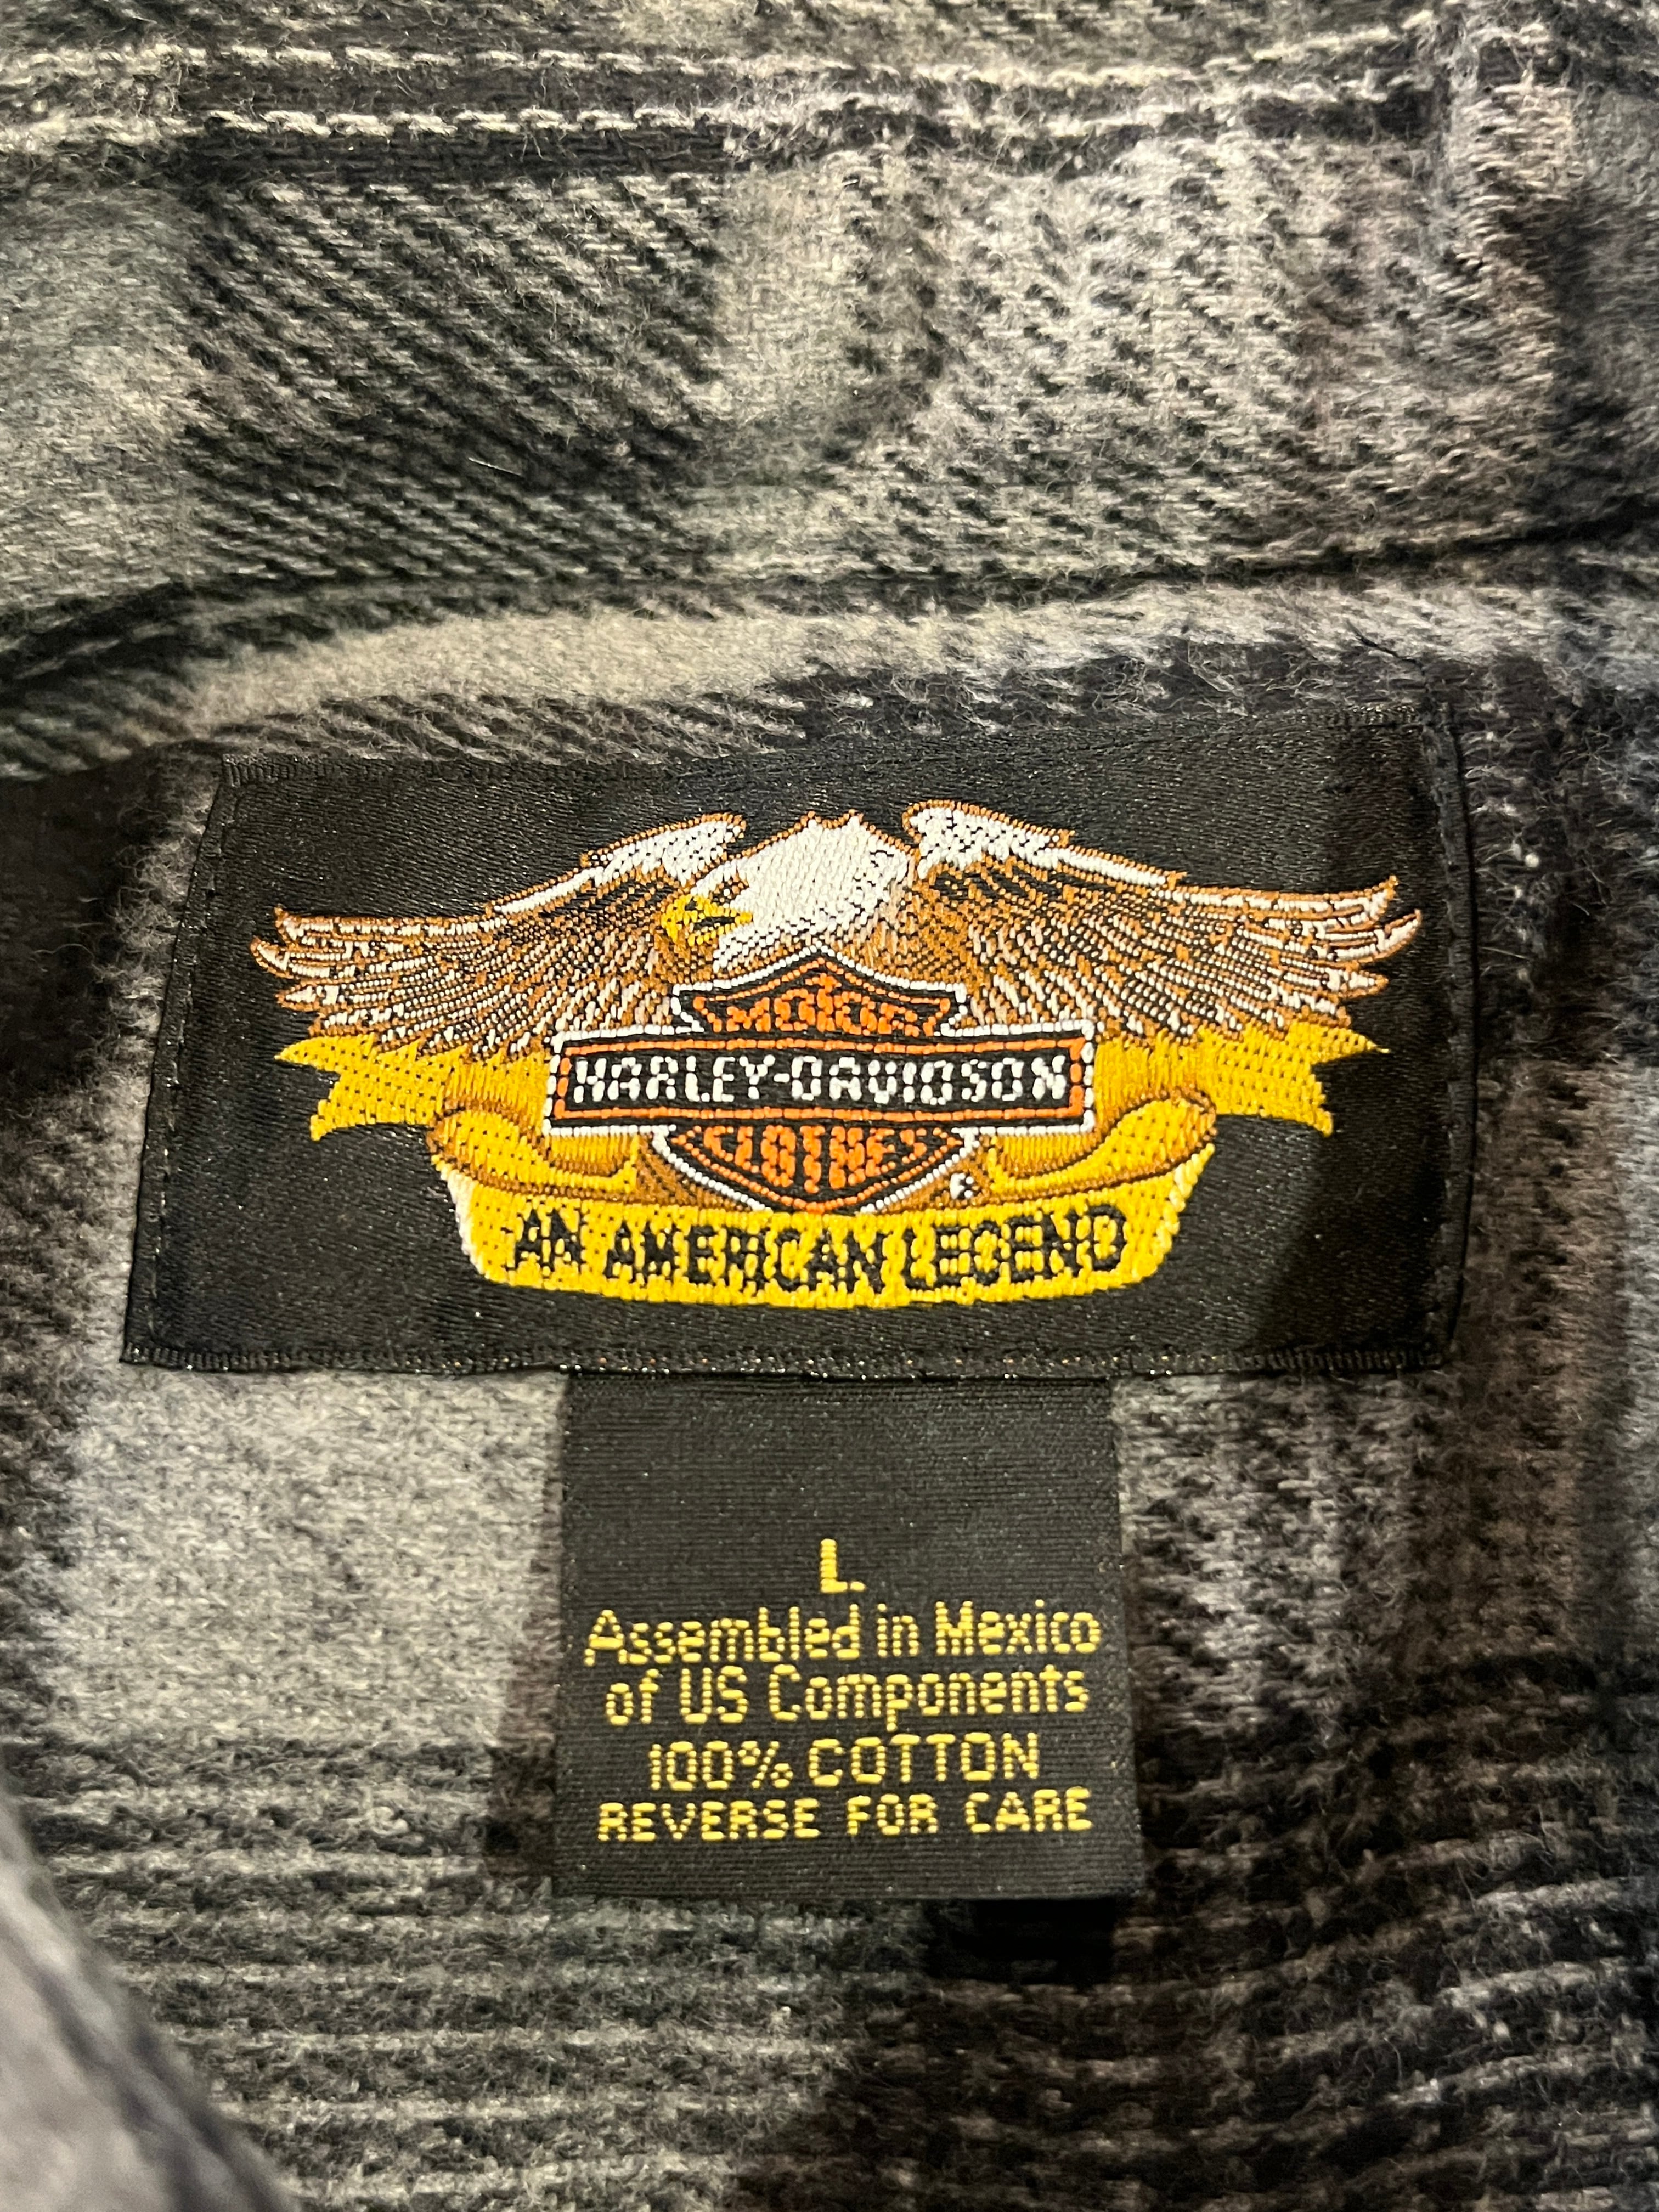 MOTOR
HARLEY-DAVIDSON
CLOTHES
®
AN AMERICAN LEGEND
L.
Assembled in Mexico
of US Components
100% COTTON
REVERSE FOR CARE